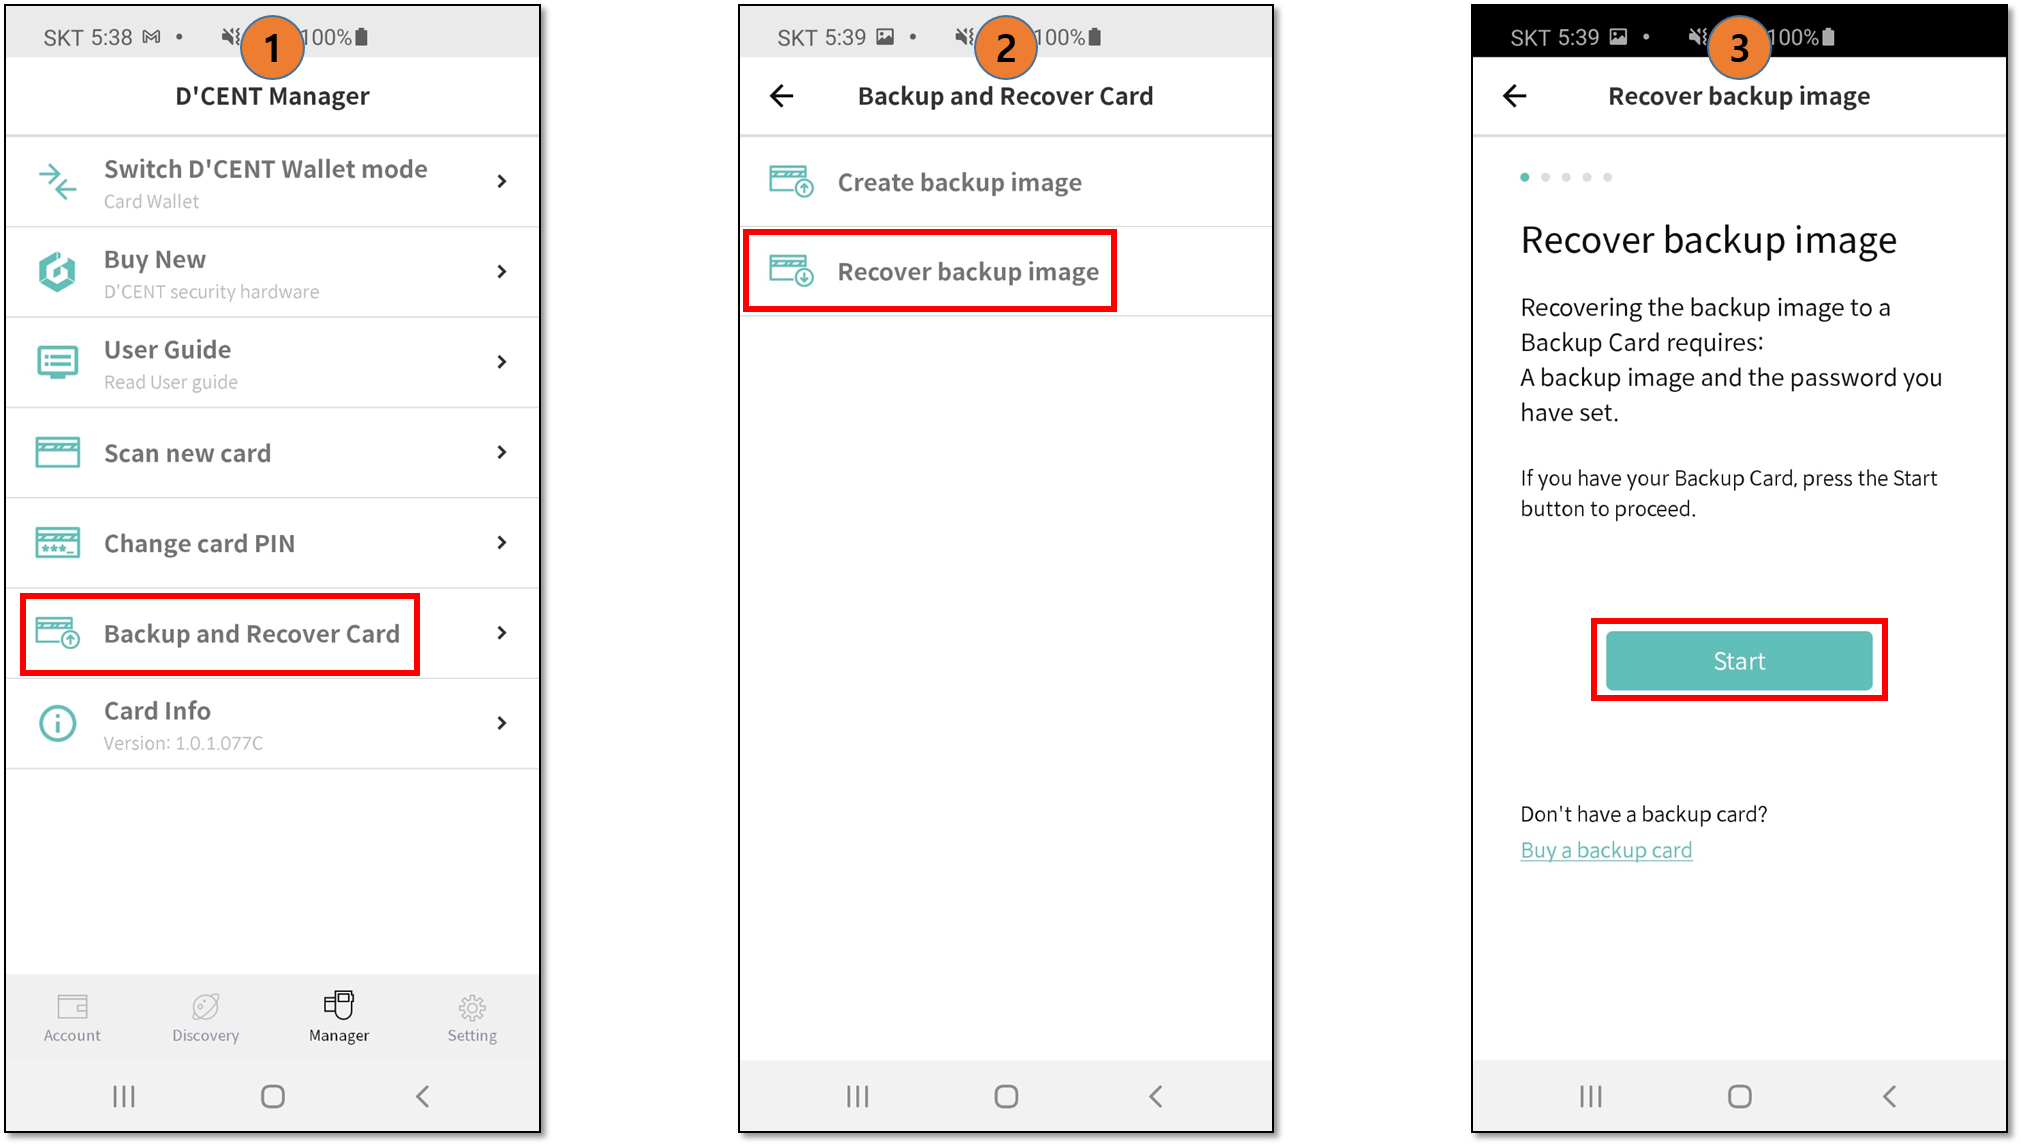 SKT 5:38
1
100%
D'CENT Manager
Switch D'CENT Wallet mode
Card Wallet
Buy New
D'CENT security hardware
User Guide
Read User guide
Scan new card
Change card PIN
Backup and Recover Card
Card Info
Version: 1.0.1.077C
Account
Discovery
Manager
Setting
SKT 5:39
2
100%
Backup and Recover Card
Create backup image
Recover backup image
SKT 5:39
3
100%
Recover backup image
Recover backup image
Recovering the backup image to a
Backup Card requires:
A backup image and the password you
have set.
If you have your Backup Card, press the Start
button to proceed.
Start
Don't have a backup card?
Buy a backup card